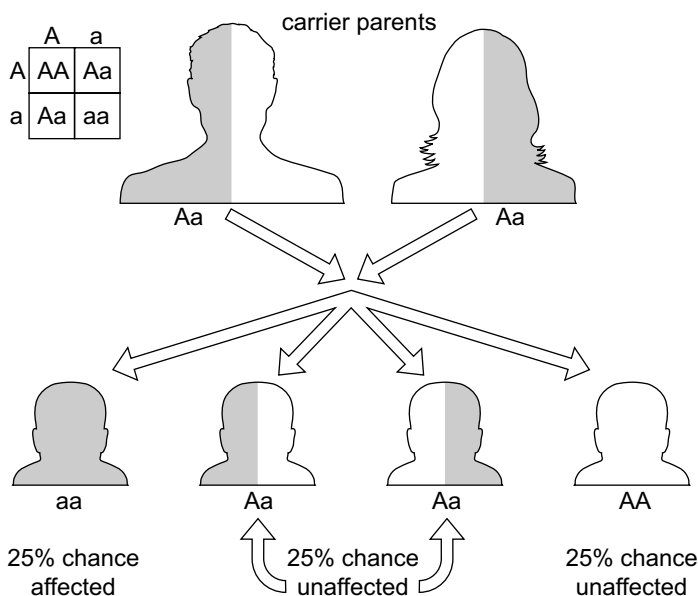 carrier parents
A a
A AA Aa
a Aa aa
Aa Aa
aa Aa Aa AA
25% chance
affected
25% chance
unaffected
25% chance
unaffected